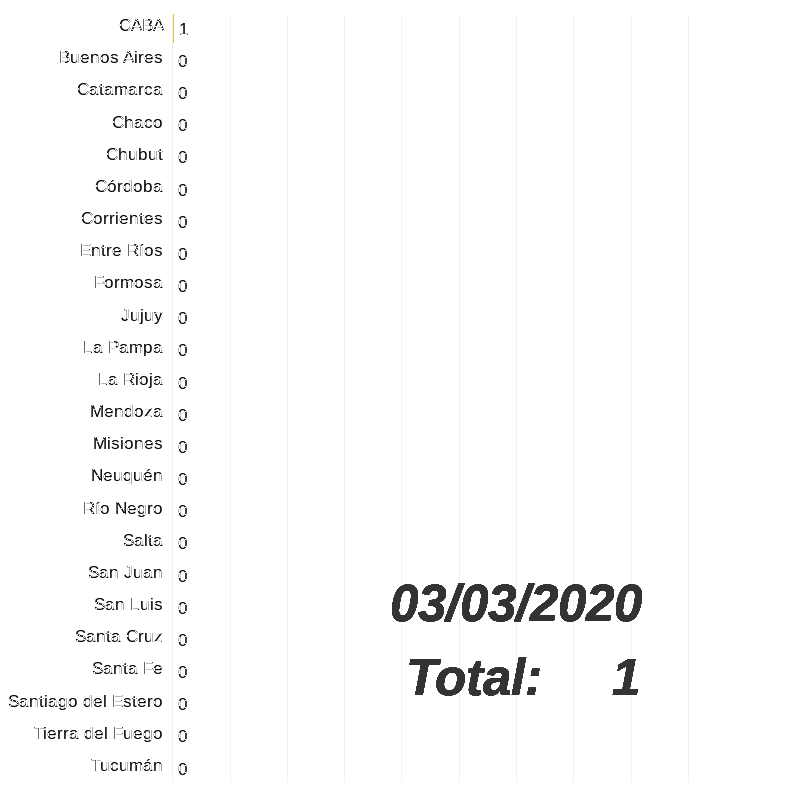 CABA 1
Buenos Aires 0
Catamarca 0
Chaco 0
Chubut 0
Córdoba 0
Corrientes 0
Entre Ríos 0
Formosa 0
Jujuy 0
La Pampa 0
La Rioja 0
Mendoza 0
Misiones 0
Neuquén 0
Río Negro 0
Salta 0
San Juan 0
San Luis 0
Santa Cruz 0
Santa Fe 0
Santiago del Estero 0
Tierra del Fuego 0
Tucumán 0
03/03/2020
Total: 1